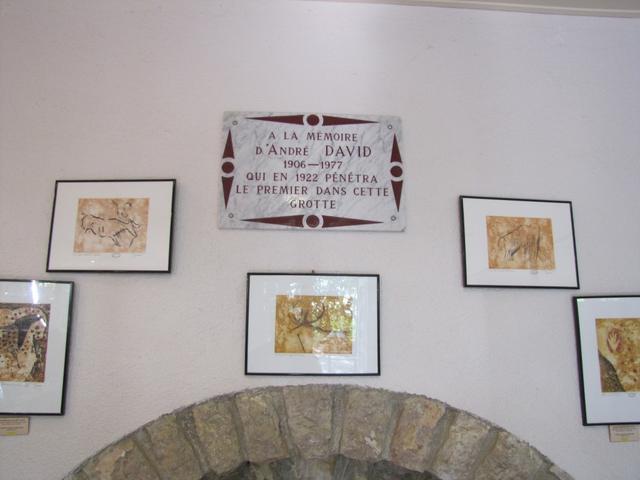 A LA MÉMOIRE
D'ANDRÉ DAVID
1906—1977
QUI EN 1922 PÉNÉTRA
LE PREMIER DANS CETTE
GROTTE